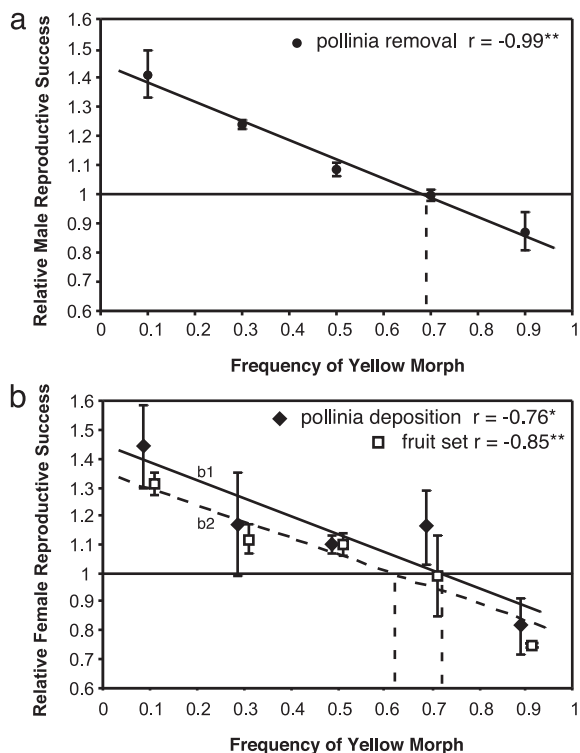 a
pollinia removal r = -0.99**
Relative Male Reproductive Success
1.6
1.5
1.4
1.3
1.2
1.1
1
0.9
0.8
0.7
0.6
0 0.1 0.2 0.3 0.4 0.5 0.6 0.7 0.8 0.9 1
Frequency of Yellow Morph
b
pollinia deposition r = -0.76*
fruit set r = -0.85**
b1
b2
Relative Female Reproductive Success
1.6
1.5
1.4
1.3
1.2
1.1
1
0.9
0.8
0.7
0.6
0 0.1 0.2 0.3 0.4 0.5 0.6 0.7 0.8 0.9 1
Frequency of Yellow Morph